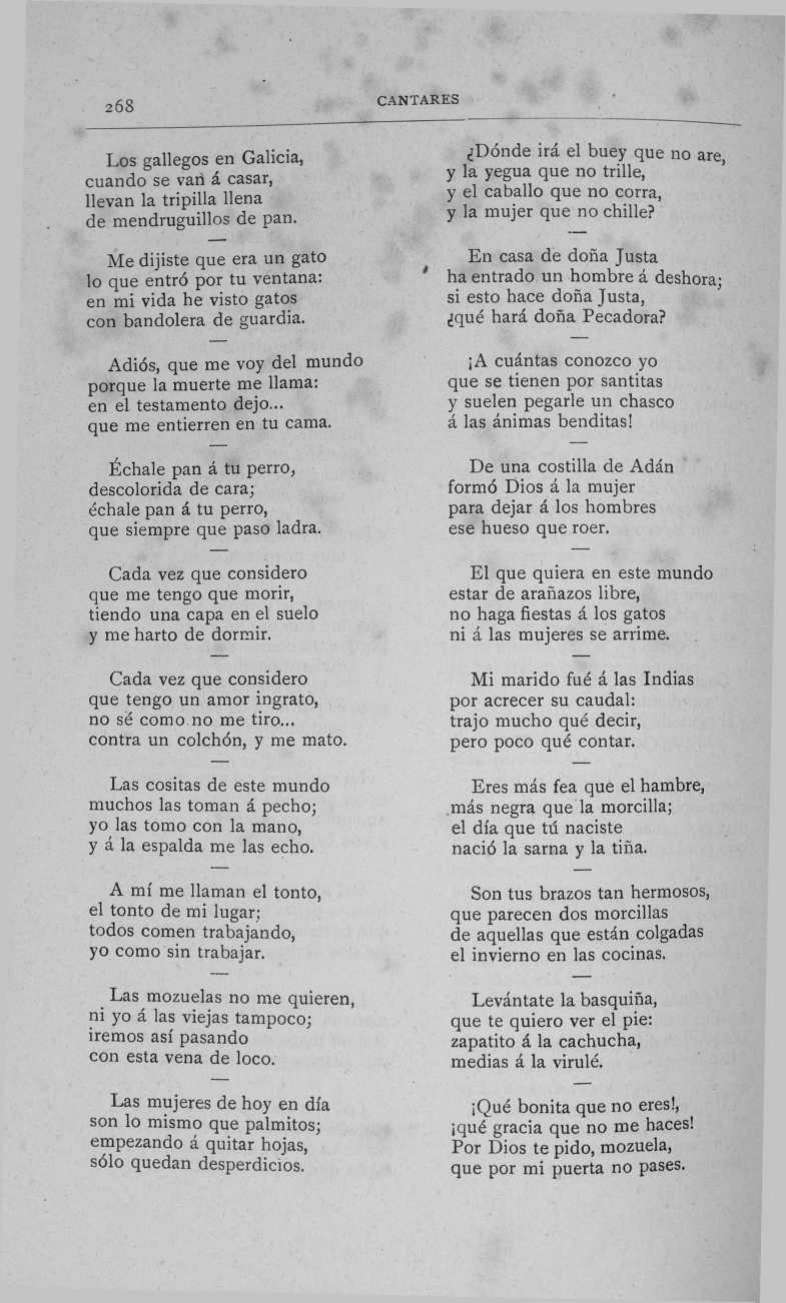 268
CANTARES
Los gallegos en Galicia,
cuando se van á casar,
llevan la tripilla llena
de mendruguillos de pan.
Me dijiste que era un gato
lo que entró por tu ventana:
en mi vida he visto gatos
con bandolera de guardia.
Adiós, que me voy del mundo
porque la muerte me llama:
en el testamento dejo...
que me entierren en tu cama.
Échale pan á tu perro,
descolorida de cara;
échale pan á tu perro,
que siempre que paso ladra.
Cada vez que considero
que me tengo que morir,
tiendo una capa en el suelo
y me harto de dormir.
Cada vez que considero
que tengo un amor ingrato,
no sé como no me tiro...
contra un colchón, y me mato.
Las cositas de este mundo
muchos las toman á pecho;
yo las tomo con la mano,
y á la espalda me las echo.
A mí me llaman el tonto,
el tonto de mi lugar;
todos comen trabajando,
yo como sin trabajar.
Las mozuelas no me quieren,
ni yo á las viejas tampoco;
iremos así pasando
con esta vena de loco.
Las mujeres de hoy en día
son lo mismo que palmitos;
empezando á quitar hojas,
sólo quedan desperdicios.
¿Dónde irá el buey que no are,
y la yegua que no trille,
y el caballo que no corra,
y la mujer que no chille?
En casa de doña Justa
ha entrado un hombre á deshora;
si esto hace doña Justa,
¿qué hará doña Pecadora?
¡A cuántas conozco yo
que se tienen por santitas
y suelen pegarle un chasco
á las ánimas benditas!
De una costilla de Adán
formó Dios á la mujer
para dejar á los hombres
ese hueso que roer.
El que quiera en este mundo
estar de arañazos libre,
no haga fiestas á los gatos
ni á las mujeres se arrime.
Mi marido fué á las Indias
por acrecer su caudal:
trajo mucho qué decir,
pero poco qué contar.
Eres más fea que el hambre,
más negra que la morcilla;
el día que tú naciste
nació la sarna y la tiña.
Son tus brazos tan hermosos,
que parecen dos morcillas
de aquellas que están colgadas
el invierno en las cocinas.
Levántate la basquiña,
que te quiero ver el pie:
zapatito á la cachucha,
medias á la virulé.
¡Qué bonita que no eres!,
¡qué gracia que no me haces!
Por Dios te pido, mozuela,
que por mi puerta no pases.